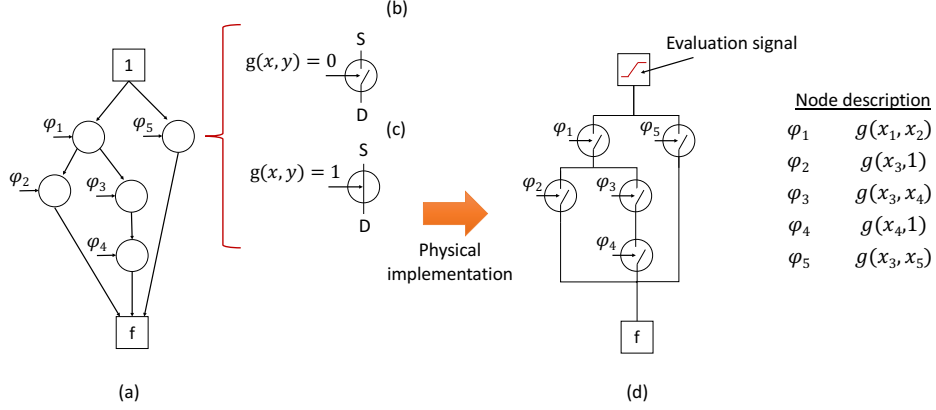 1
φ₁
φ₅
φ₂
φ₃
φ₄
f
(a)
(b)
S
g(x, y) = 0
D
(c)
S
g(x, y) = 1
D
Physical
implementation
Evaluation signal
φ₁
φ₅
φ₂
φ₃
φ₄
f
(d)
Node description
φ₁ g(x₁, x₂)
φ₂ g(x₃,1)
φ₃ g(x₃, x₄)
φ₄ g(x₄,1)
φ₅ g(x₃, x₅)